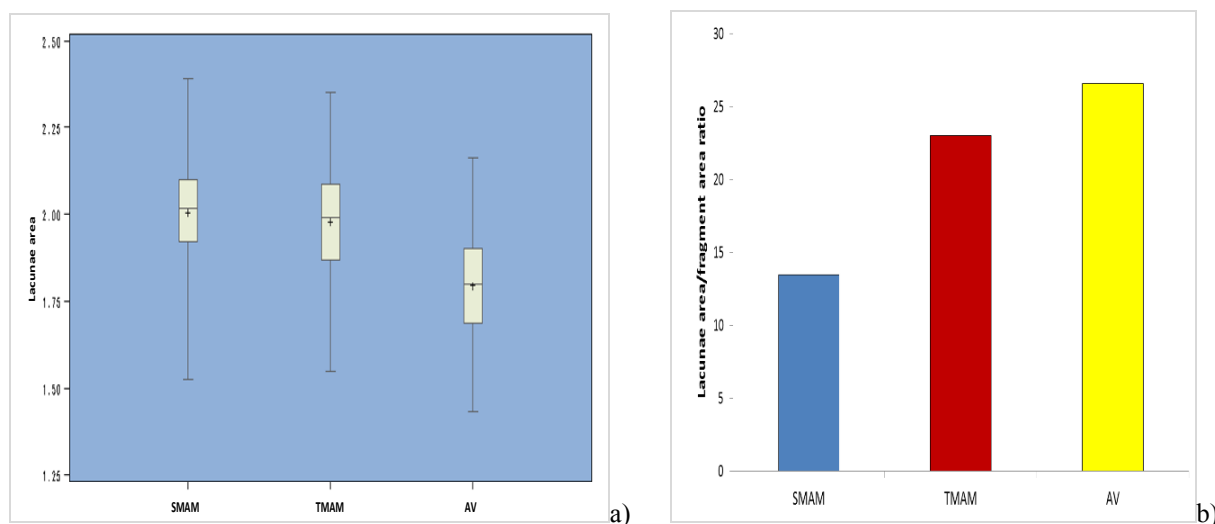 2.50
2.25
2.00
1.75
1.50
1.25
Lacunae area
SMAM TMAM AV
a)
30
25
20
15
10
5
0
Lacunae area/fragment area ratio
SMAM TMAM AV
b)